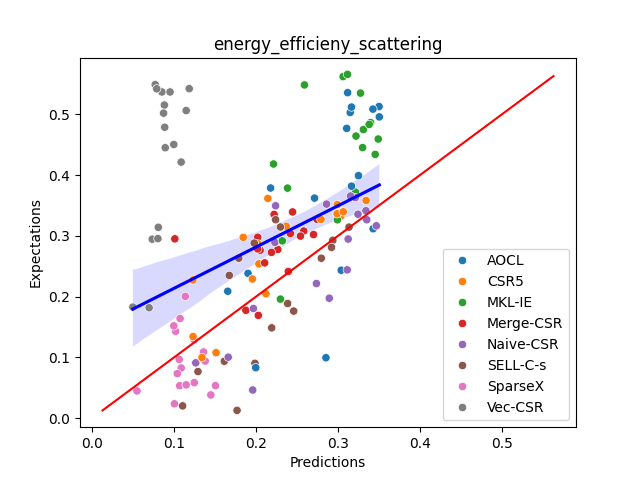 energy_efficieny_scattering
Expectations
0.5
0.4
0.3
0.2
0.1
0.0
0.0 0.1 0.2 0.3 0.4 0.5
Predictions
AOCL
CSR5
MKL-IE
Merge-CSR
Naive-CSR
SELL-C-s
SparseX
Vec-CSR